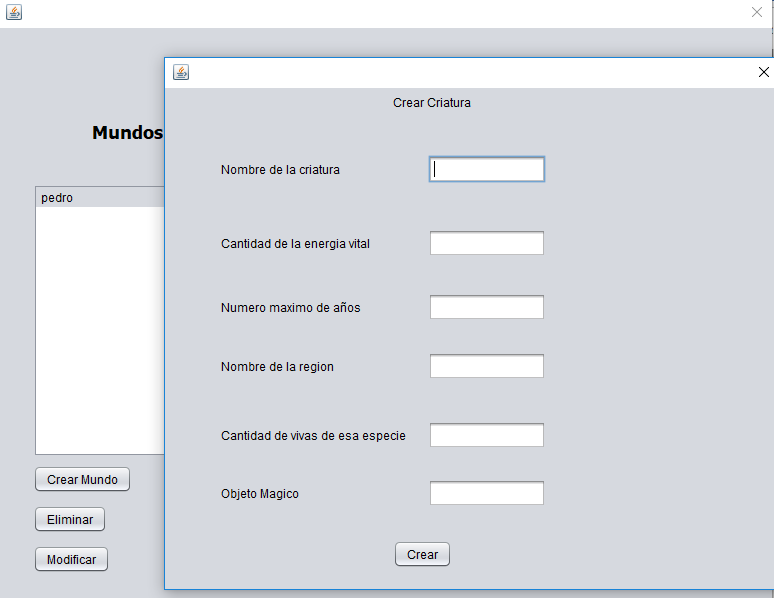 Mundos
pedro
Crear Mundo
Eliminar
Modificar
Crear Criatura
Nombre de la criatura
Cantidad de la energia vital
Numero maximo de años
Nombre de la region
Cantidad de vivas de esa especie
Objeto Magico
Crear